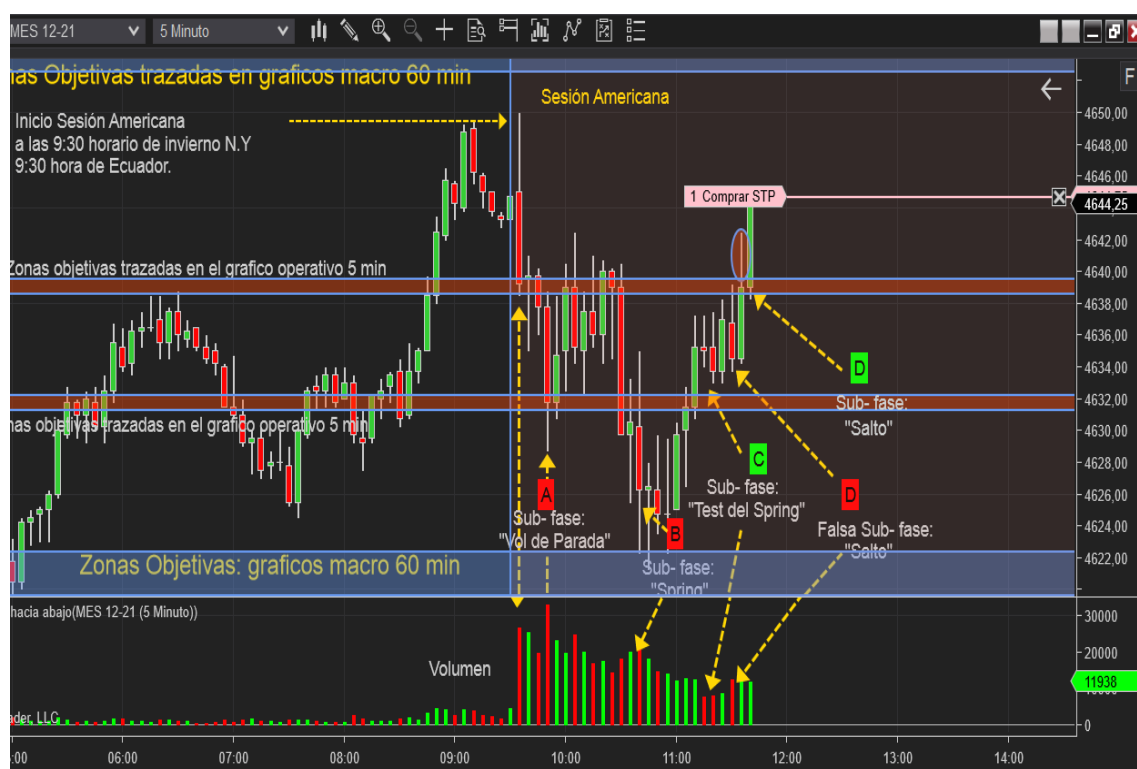 MES 12-21
5 Minuto
nas Objetivas trazadas en graficos macro 60 min
F
Sesión Americana
Inicio Sesión Americana
a las 9:30 horario de invierno N.Y
9:30 hora de Ecuador.
1 Comprar STP
Zonas objetivas trazadas en el grafico operativo 5 min
nas objetivas trazadas en el grafico operativo 5 min
4650,00
4648,00
4646,00
4644,25
4642,00
4640,00
4638,00
4636,00
4634,00
4632,00
4630,00
4628,00
4626,00
4624,00
4622,00
D
Sub- fase:
"Salto"
C
Sub- fase:
"Test del Spring"
D
Falsa Sub- fase:
"Salto"
A
Sub- fase:
"Vol de Parada"
B
Sub- fase:
"Spring"
Zonas Objetivas: graficos macro 60 min
hacia abajo(MES 12-21 (5 Minuto))
Volumen
30000
20000
11938
0
ader, LLC
:00
06:00
07:00
08:00
09:00
10:00
11:00
12:00
13:00
14:00